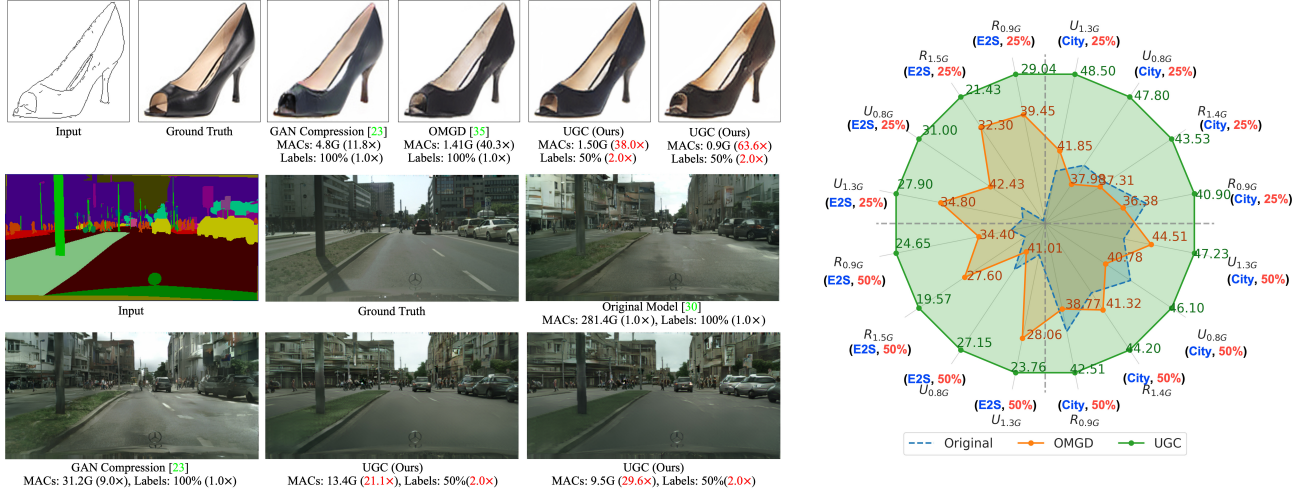 Input
Ground Truth
GAN Compression [23]
MACs: 4.8G (11.8×)
Labels: 100% (1.0×)
OMGD [35]
MACs: 1.41G (40.3×)
Labels: 100% (1.0×)
UGC (Ours)
MACs: 1.50G (38.0×)
Labels: 50% (2.0×)
UGC (Ours)
MACs: 0.9G (63.6×)
Labels: 50% (2.0×)
Input
Ground Truth
Original Model [30]
MACs: 281.4G (1.0×), Labels: 100% (1.0×)
GAN Compression [23]
MACs: 31.2G (9.0×), Labels: 100% (1.0×)
UGC (Ours)
MACs: 13.4G (21.1×), Labels: 50%(2.0×)
UGC (Ours)
MACs: 9.5G (29.6×), Labels: 50%(2.0×)
R0.9G
(E2S, 25%)
U1.3G
(City, 25%)
R1.5G
(E2S, 25%)
U0.8G
(City, 25%)
U0.8G
(E2S, 25%)
R1.4G
(City, 25%)
U1.3G
(E2S, 25%)
R0.9G
(City, 25%)
R0.9G
(E2S, 50%)
U1.3G
(City, 50%)
R1.5G
(E2S, 50%)
U0.8G
(City, 50%)
(E2S, 50%)
U0.8G
(City, 50%)
R1.4G
(E2S, 50%)
U1.3G
(City, 50%)
R0.9G
29.04
48.50
21.43
47.80
31.00
43.53
27.90
40.90
24.65
47.23
19.57
46.10
27.15
44.20
23.76
42.51
39.45
32.30
41.85
42.43
37.98
37.31
34.80
36.38
34.40
44.51
41.01
40.78
27.60
38.77
41.32
28.06
Original
OMGD
UGC